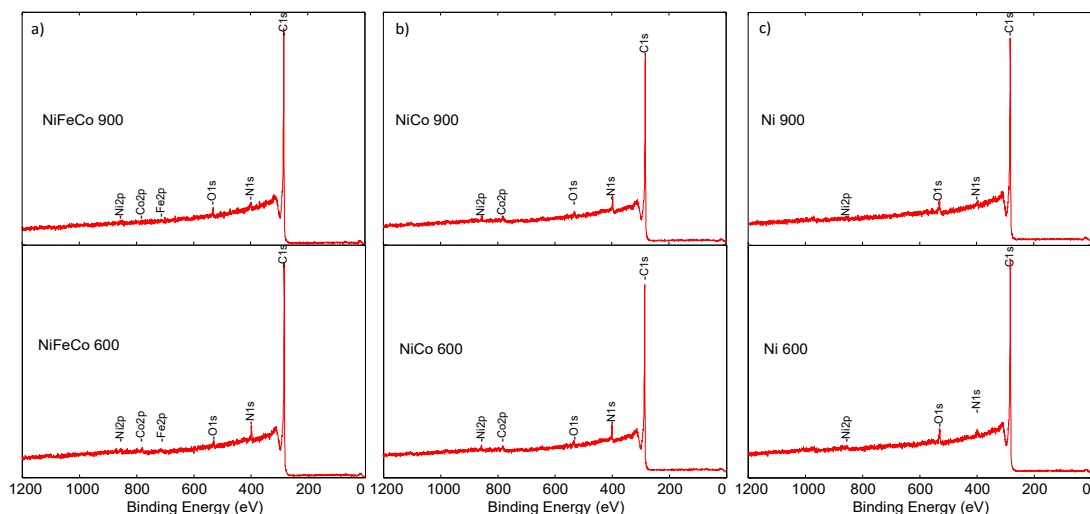 a)
-C1s
NiFeCo 900
-Ni2p
-Co2p
-Fe2p
-O1s
-N1s
C1s
NiFeCo 600
-Ni2p
-Co2p
-Fe2p
-O1s
N1s
1200 1000 800 600 400 200 0
Binding Energy (eV)
b)
-C1s
NiCo 900
-Ni2p
-Co2p
-O1s
N1s
-C1s
NiCo 600
-Ni2p
-Co2p
-O1s
N1s
1200 1000 800 600 400 200 0
Binding Energy (eV)
c)
-C1s
Ni 900
-Ni2p
-O1s
-N1s
C1s
Ni 600
-Ni2p
-O1s
-N1s
1200 1000 800 600 400 200 0
Binding Energy (eV)